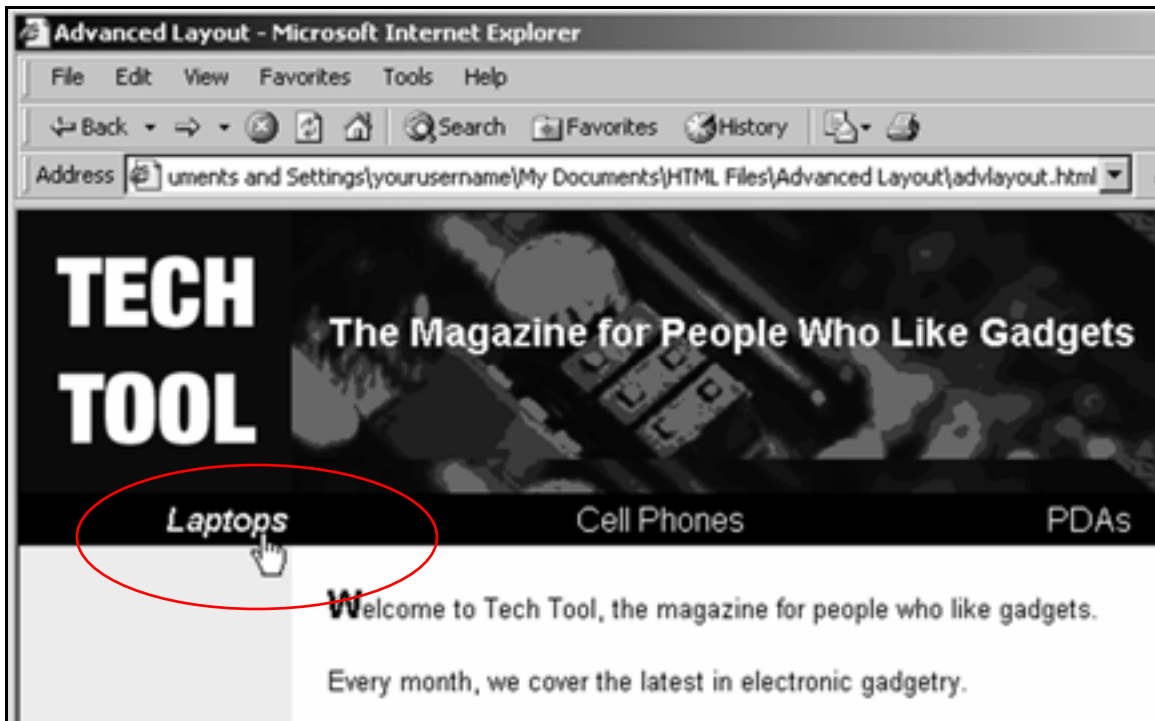 Advanced Layout - Microsoft Internet Explorer
File Edit View Favorites Tools Help
Back Search Favorites History
Address uments and Settings\yourusername\My Documents\HTML Files\Advanced Layout\advlayout.html
TECH
TOOL
The Magazine for People Who Like Gadgets
Laptops Cell Phones PDAs
Welcome to Tech Tool, the magazine for people who like gadgets.
Every month, we cover the latest in electronic gadgetry.